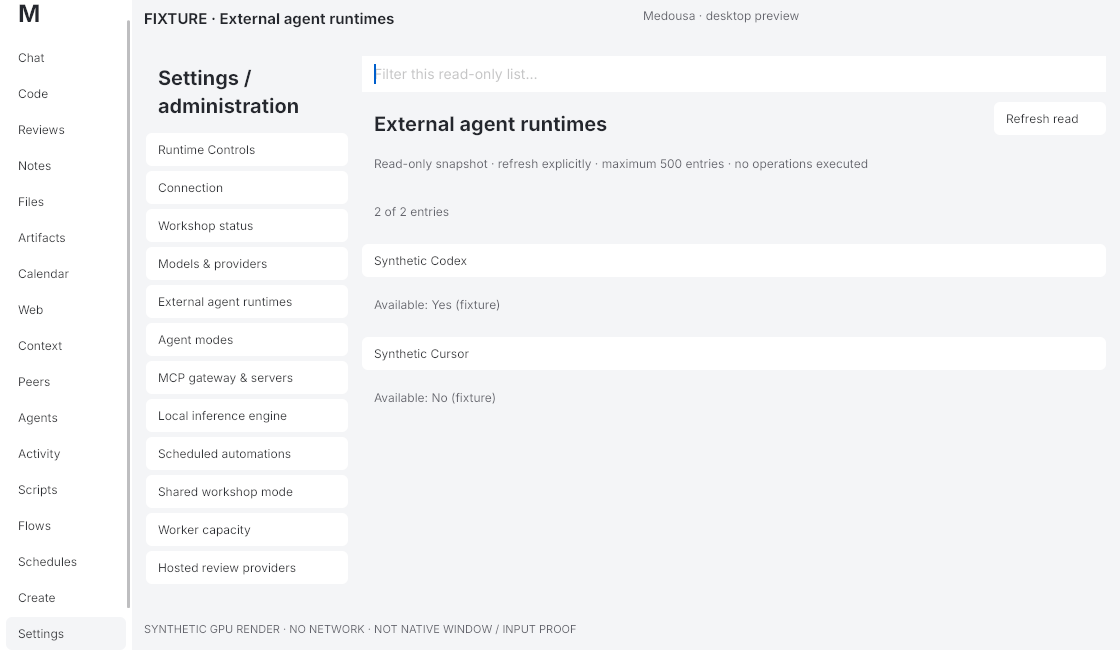 M
Chat
Code
Reviews
Notes
Files
Artifacts
Calendar
Web
Context
Peers
Agents
Activity
Scripts
Flows
Schedules
Create
Settings
FIXTURE · External agent runtimes
Medousa · desktop preview
Settings /
administration
Runtime Controls
Connection
Workshop status
Models & providers
External agent runtimes
Agent modes
MCP gateway & servers
Local inference engine
Scheduled automations
Shared workshop mode
Worker capacity
Hosted review providers
Filter this read-only list...
External agent runtimes
Refresh read
Read-only snapshot · refresh explicitly · maximum 500 entries · no operations executed
2 of 2 entries
Synthetic Codex
Available: Yes (fixture)
Synthetic Cursor
Available: No (fixture)
SYNTHETIC GPU RENDER · NO NETWORK · NOT NATIVE WINDOW / INPUT PROOF